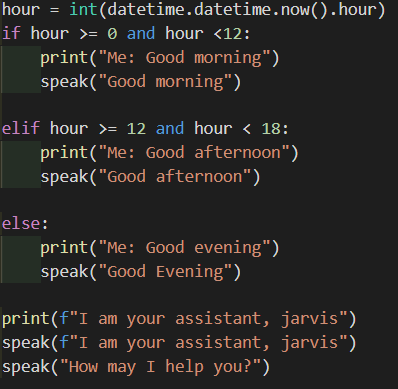 hour = int(datetime.datetime.now().hour)
if hour >= 0 and hour <12:
    print("Me: Good morning")
    speak("Good morning")

elif hour >= 12 and hour < 18:
    print("Me: Good afternoon")
    speak("Good afternoon")

else:
    print("Me: Good evening")
    speak("Good Evening")

print(f"I am your assistant, jarvis")
speak(f"I am your assistant, jarvis")
speak("How may I help you?")